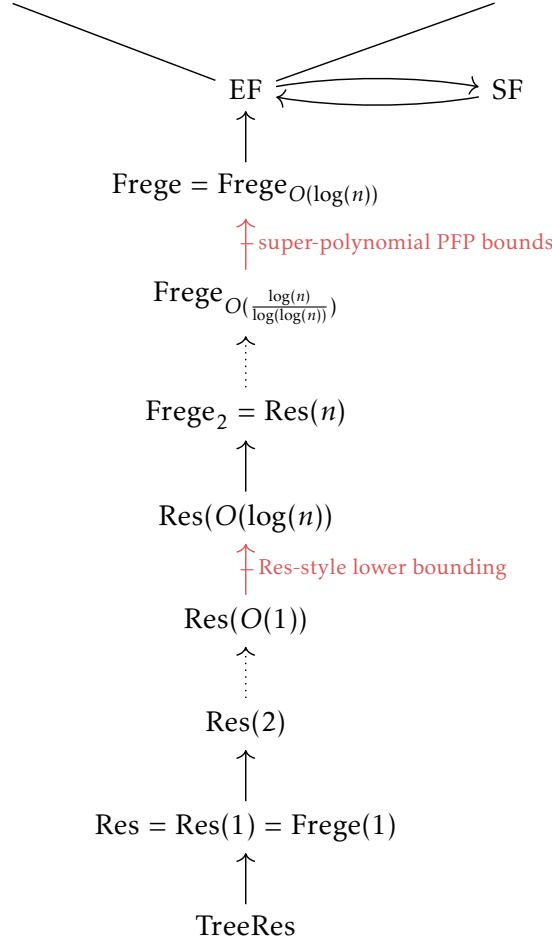 EF SF
Frege = Frege_{O(log(n))}
super-polynomial PFP bounds
Frege_{O(\frac{log(n)}{log(log(n))})}
Frege_2 = Res(n)
Res(O(log(n))
Res-style lower bounding
Res(O(1))
Res(2)
Res = Res(1) = Frege(1)
TreeRes